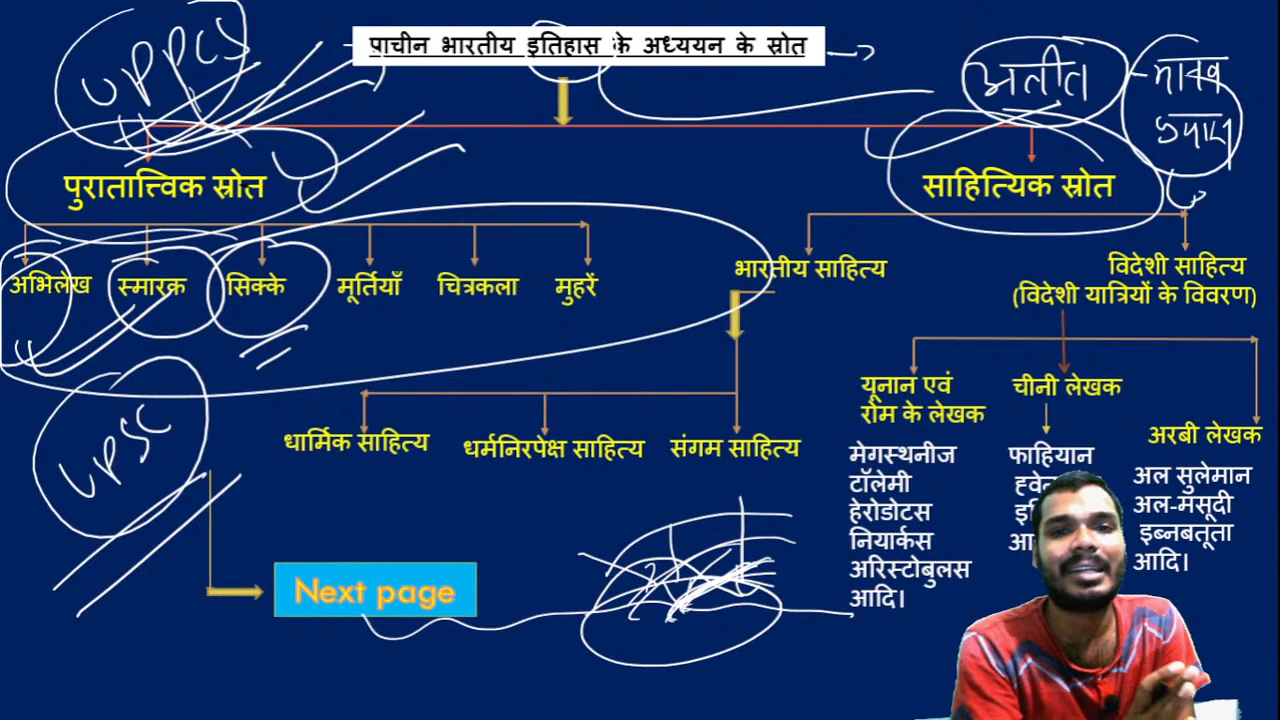 प्राचीन भारतीय इतिहास के अध्ययन के स्रोत
UPPCS
अतीत
पुरातात्त्विक स्रोत
साहित्यिक स्रोत
अभिलेख
स्मारक
सिक्के
मूर्तियाँ
चित्रकला
मुहरें
भारतीय साहित्य
विदेशी साहित्य
(विदेशी यात्रियों के विवरण)
UPSC
धार्मिक साहित्य
धर्मनिरपेक्ष साहित्य
संगम साहित्य
यूनान एवं
रोम के लेखक
मेगस्थनीज
टॉलेमी
हेरोडोटस
नियार्कस
अरिस्टोबुलस
आदि।
चीनी लेखक
फाहियान
अरबी लेखक
अल सुलेमान
अल-मसूदी
इब्नबतूता
आदि।
Next page